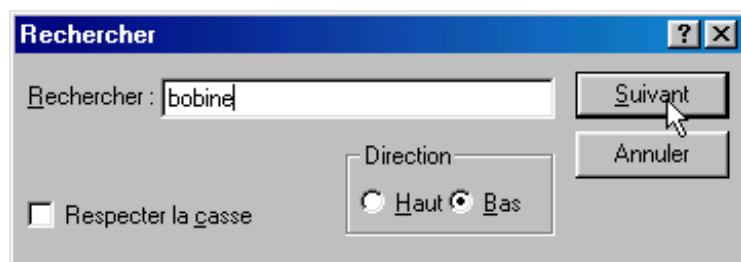 Rechercher
Rechercher : bobine
Suivant
Direction
Annuler
Haut
Bas
Respecter la casse